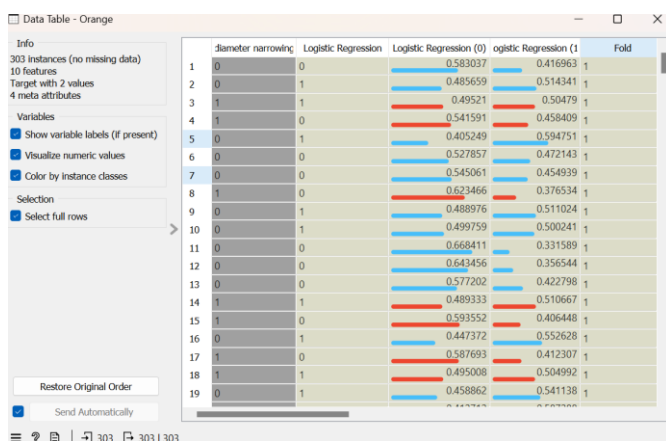 Data Table - Orange
Info
303 instances (no missing data)
10 features
Target with 2 values
4 meta attributes
Variables
Show variable labels (if present)
Visualize numeric values
Color by instance classes
Selection
Select full rows
Restore Original Order
Send Automatically
303 303 | 303
diameter narrowing Logistic Regression Logistic Regression (0) ogistic Regression (1 Fold
1 0 0 0.583037 0.416963 1
2 0 1 0.485659 0.514341 1
3 1 1 0.49521 0.50479 1
4 1 0 0.541591 0.458409 1
5 0 1 0.405249 0.594751 1
6 0 0 0.527857 0.472143 1
7 0 0 0.545061 0.454939 1
8 1 0 0.623466 0.376534 1
9 0 1 0.488976 0.511024 1
10 0 1 0.499759 0.500241 1
11 0 0 0.668411 0.331589 1
12 0 0 0.643456 0.356544 1
13 0 0 0.577202 0.422798 1
14 1 1 0.489333 0.510667 1
15 1 0 0.593552 0.406448 1
16 0 1 0.447372 0.552628 1
17 1 0 0.587693 0.412307 1
18 1 1 0.495008 0.504992 1
19 0 1 0.458862 0.541138 1